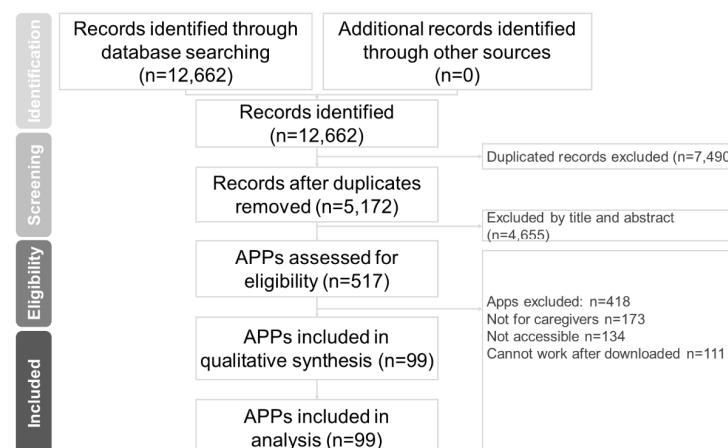 Identification
Records identified through
database searching
(n=12,662)
Additional records identified
through other sources
(n=0)
Records identified
(n=12,662)
Duplicated records excluded (n=7,490
Screening
Records after duplicates
removed (n=5,172)
Excluded by title and abstract
(n=4,655)
Eligibility
APPs assessed for
eligibility (n=517)
Apps excluded: n=418
Not for caregivers n=173
Not accessible n=134
Cannot work after downloaded n=111
Included
APPs included in
qualitative synthesis (n=99)
APPs included in
analysis (n=99)